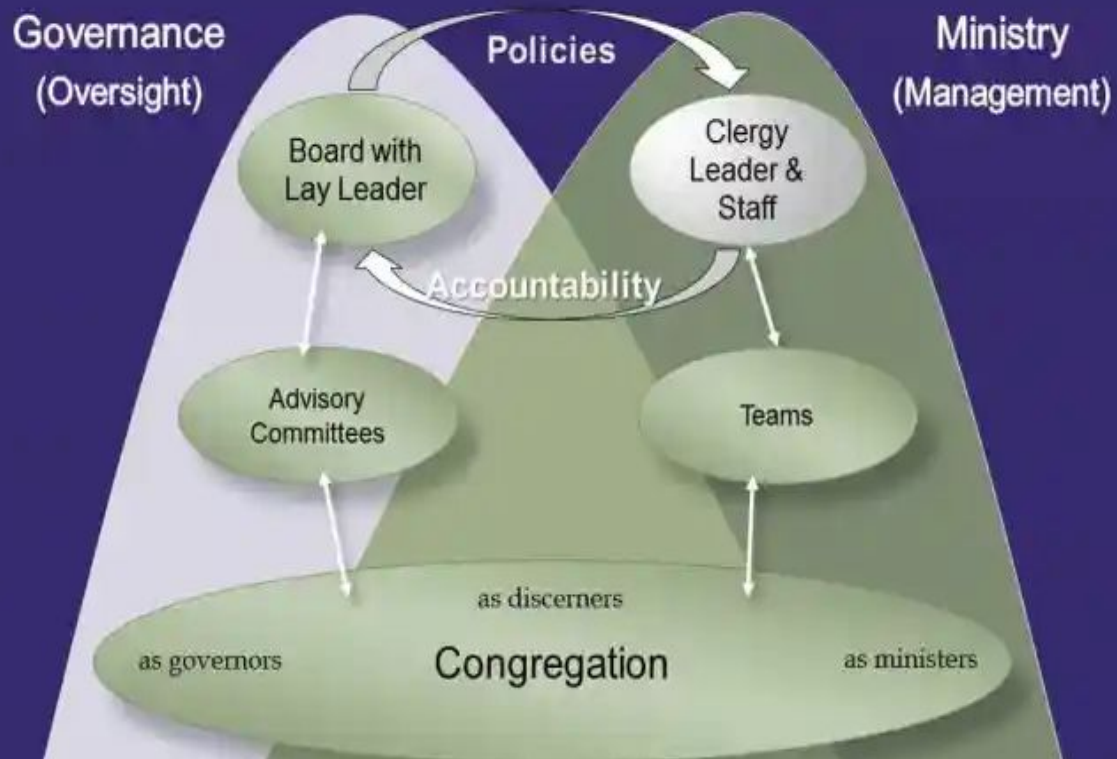 Governance
(Oversight)
Policies
Ministry
(Management)
Board with
Lay Leader
Clergy
Leader &
Staff
Accountability
Advisory
Committees
Teams
as discerners
as governors
Congregation
as ministers